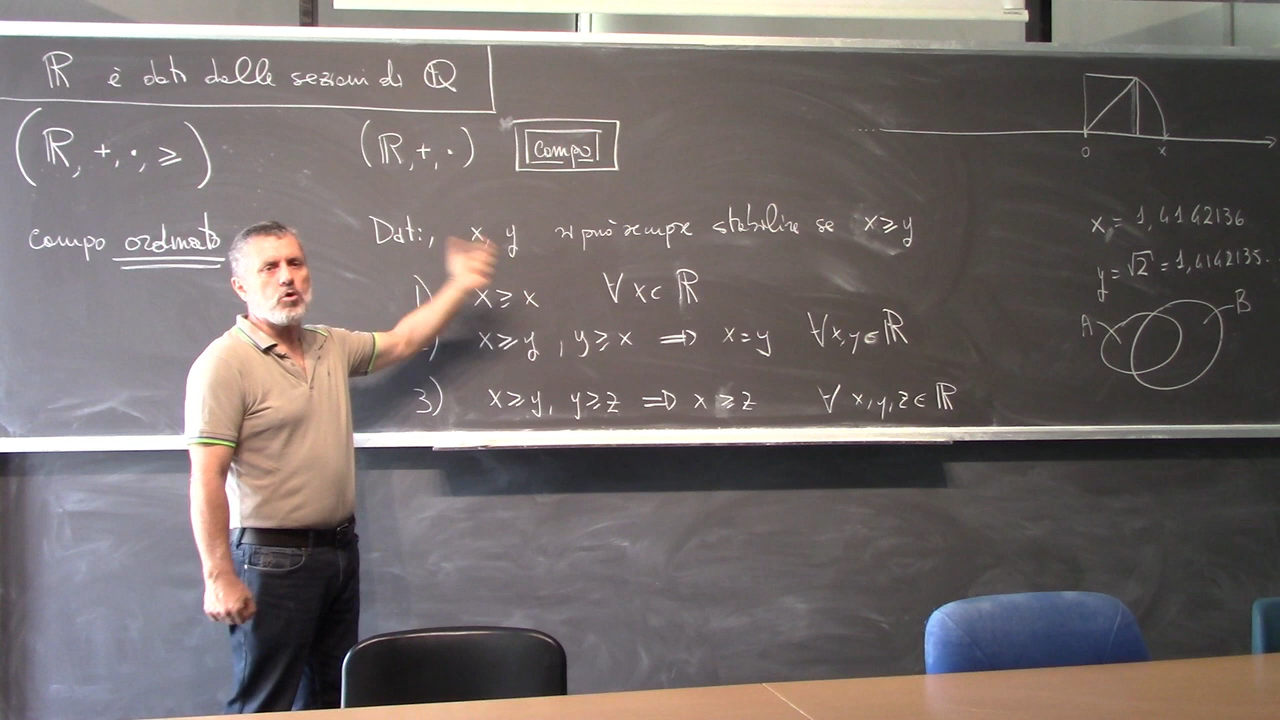 ℝ è dato dalle sezioni di ℚ
(ℝ, +, ·, ≥)
(ℝ, +, ·)
campo
campo ordinato
Dati, x, y si può sempre stabilire se x ≥ y
1) x ≥ x ∀ x ∈ ℝ
x ≥ y, y ≥ x ⇒ x = y ∀ x, y ∈ ℝ
3) x ≥ y, y ≥ z ⇒ x ≥ z ∀ x, y, z ∈ ℝ
0 x
x = 1,4142136
y = √2 = 1,4142135.
A B